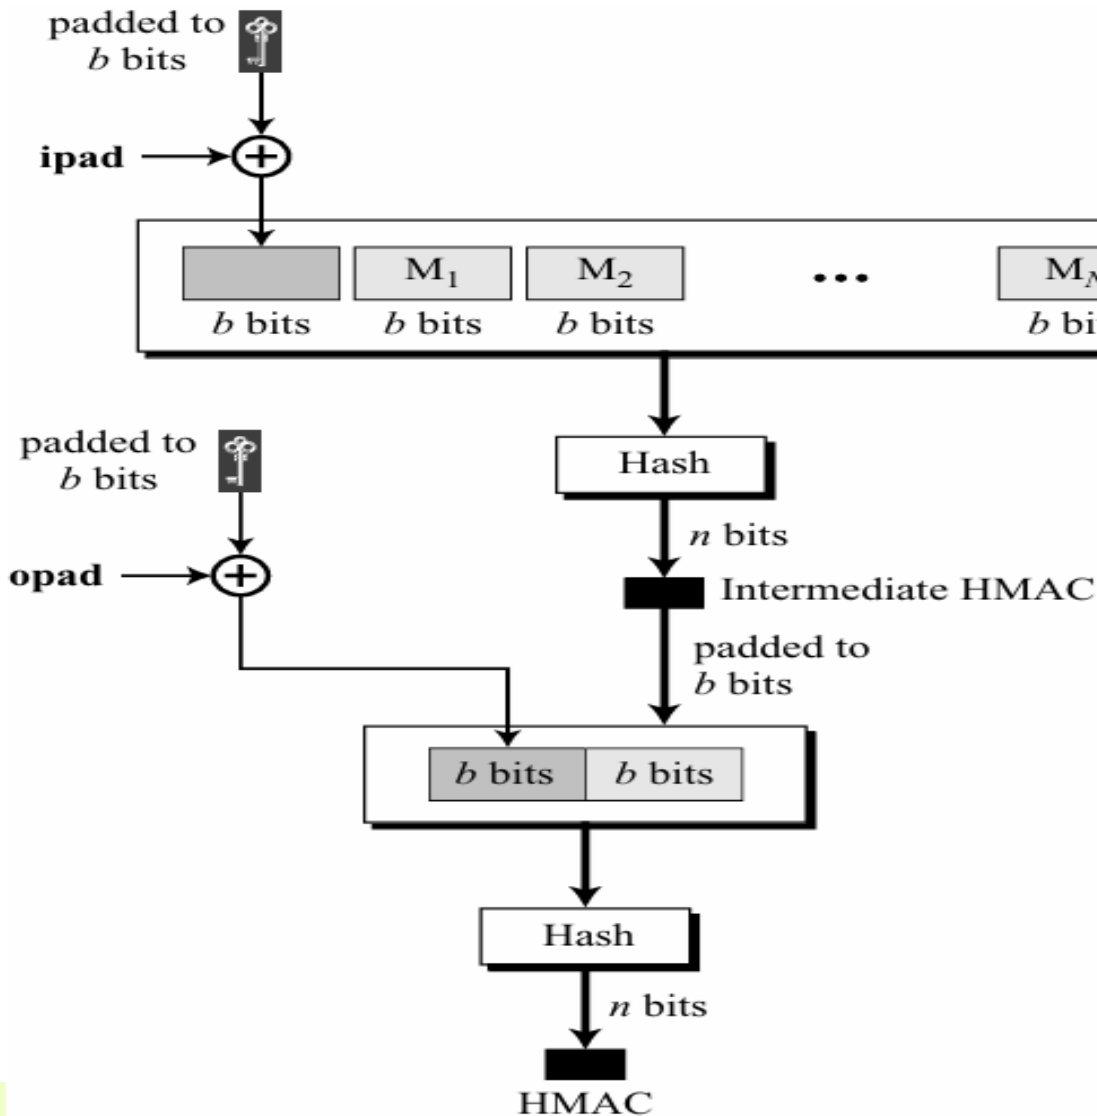 padded to
b bits
ipad
M₁ M₂ ... M
b bits b bits b bits b bi
Hash
padded to
b bits
n bits
opad
Intermediate HMAC
padded to
b bits
b bits b bits
Hash
n bits
HMAC